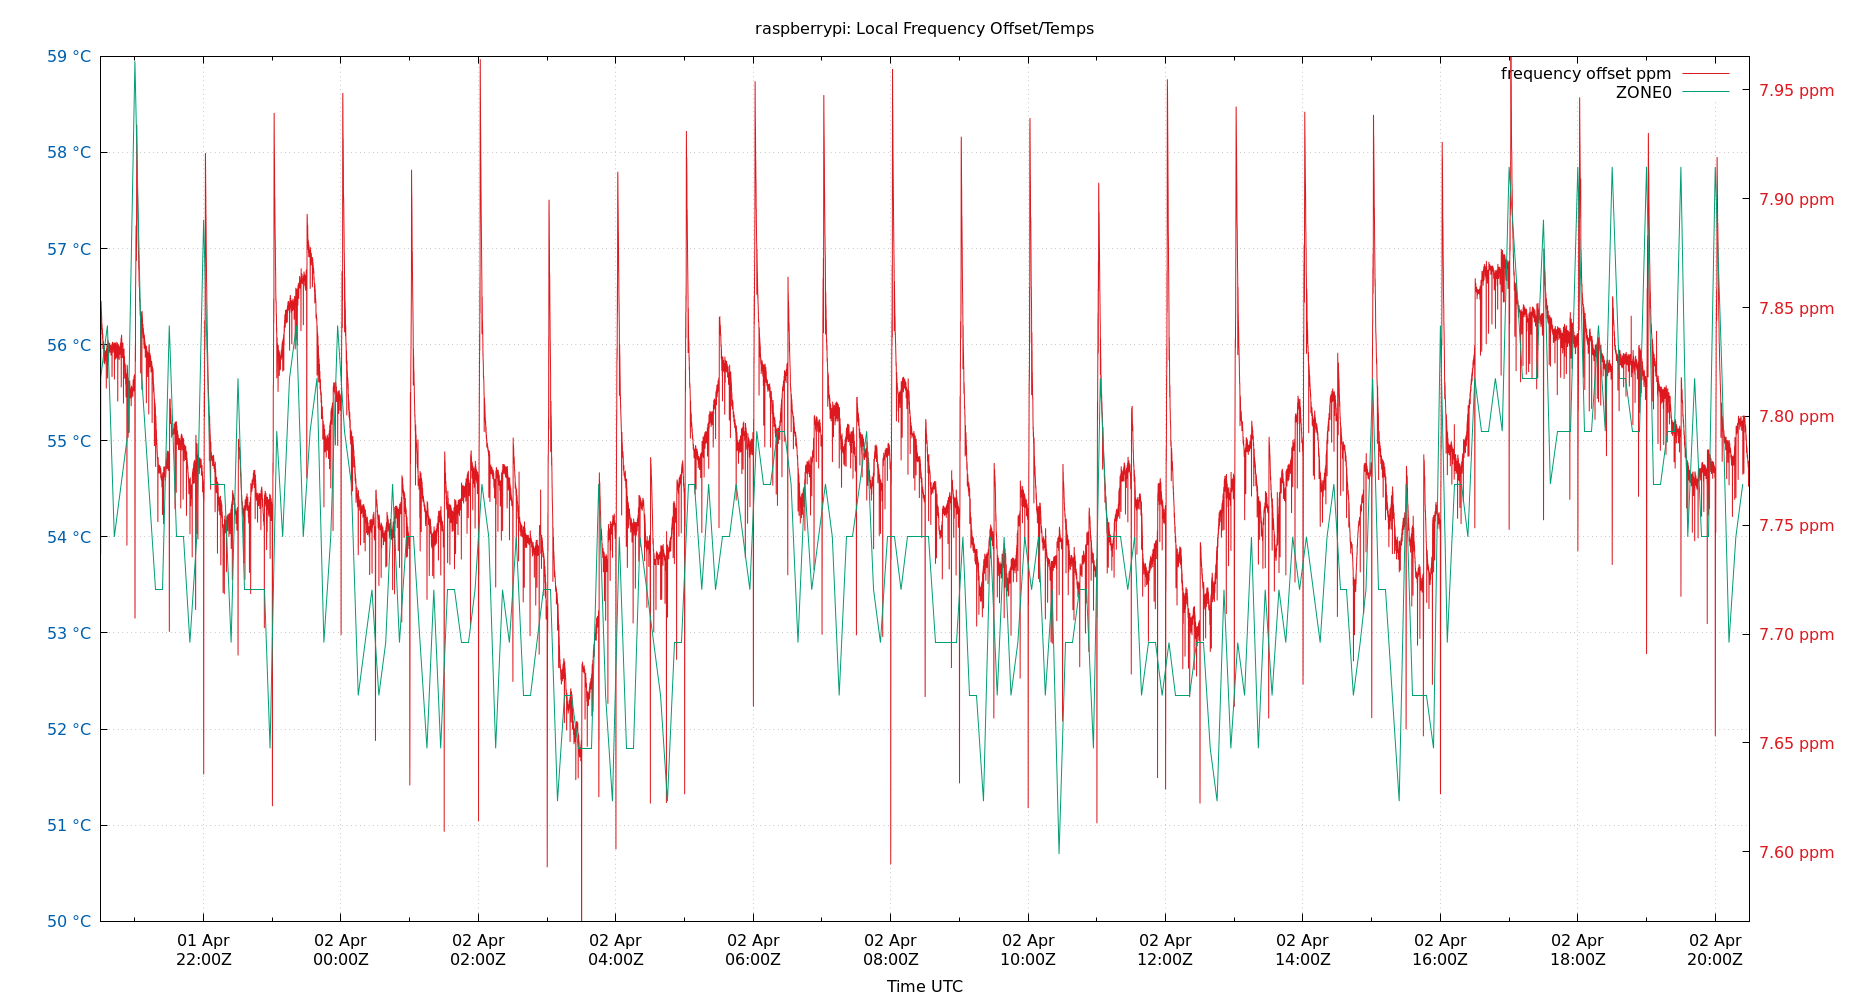 raspberrypi: Local Frequency Offset/Temps
frequency offset ppm
ZONE0
59 °C
58 °C
57 °C
56 °C
55 °C
54 °C
53 °C
52 °C
51 °C
50 °C
7.95 ppm
7.90 ppm
7.85 ppm
7.80 ppm
7.75 ppm
7.70 ppm
7.65 ppm
7.60 ppm
01 Apr
22:00Z
02 Apr
00:00Z
02 Apr
02:00Z
02 Apr
04:00Z
02 Apr
06:00Z
02 Apr
08:00Z
02 Apr
10:00Z
02 Apr
12:00Z
02 Apr
14:00Z
02 Apr
16:00Z
02 Apr
18:00Z
02 Apr
20:00Z
Time UTC